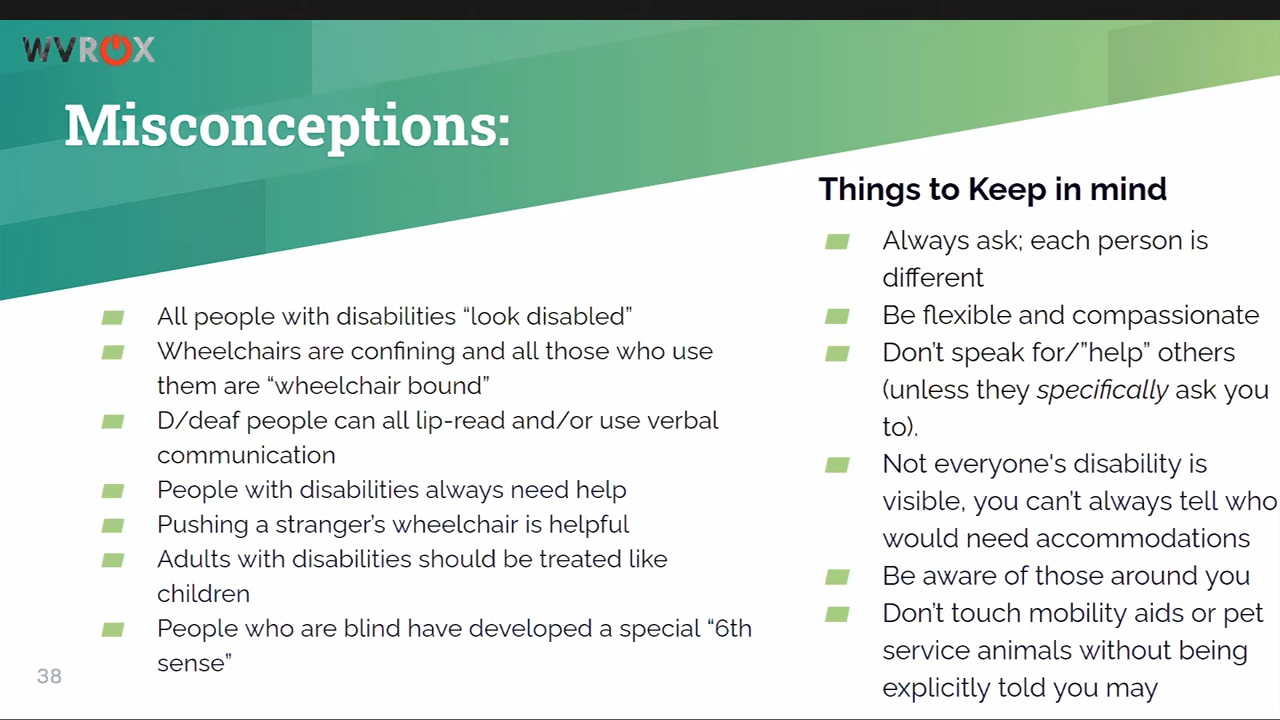 WVROX
Misconceptions:
All people with disabilities “look disabled”
Wheelchairs are confining and all those who use
them are “wheelchair bound”
D/deaf people can all lip-read and/or use verbal
communication
People with disabilities always need help
Pushing a stranger’s wheelchair is helpful
Adults with disabilities should be treated like
children
People who are blind have developed a special “6th
sense”
38
Things to Keep in mind
Always ask; each person is
different
Be flexible and compassionate
Don’t speak for/”help” others
(unless they specifically ask you
to).
Not everyone's disability is
visible, you can’t always tell who
would need accommodations
Be aware of those around you
Don’t touch mobility aids or pet
service animals without being
explicitly told you may